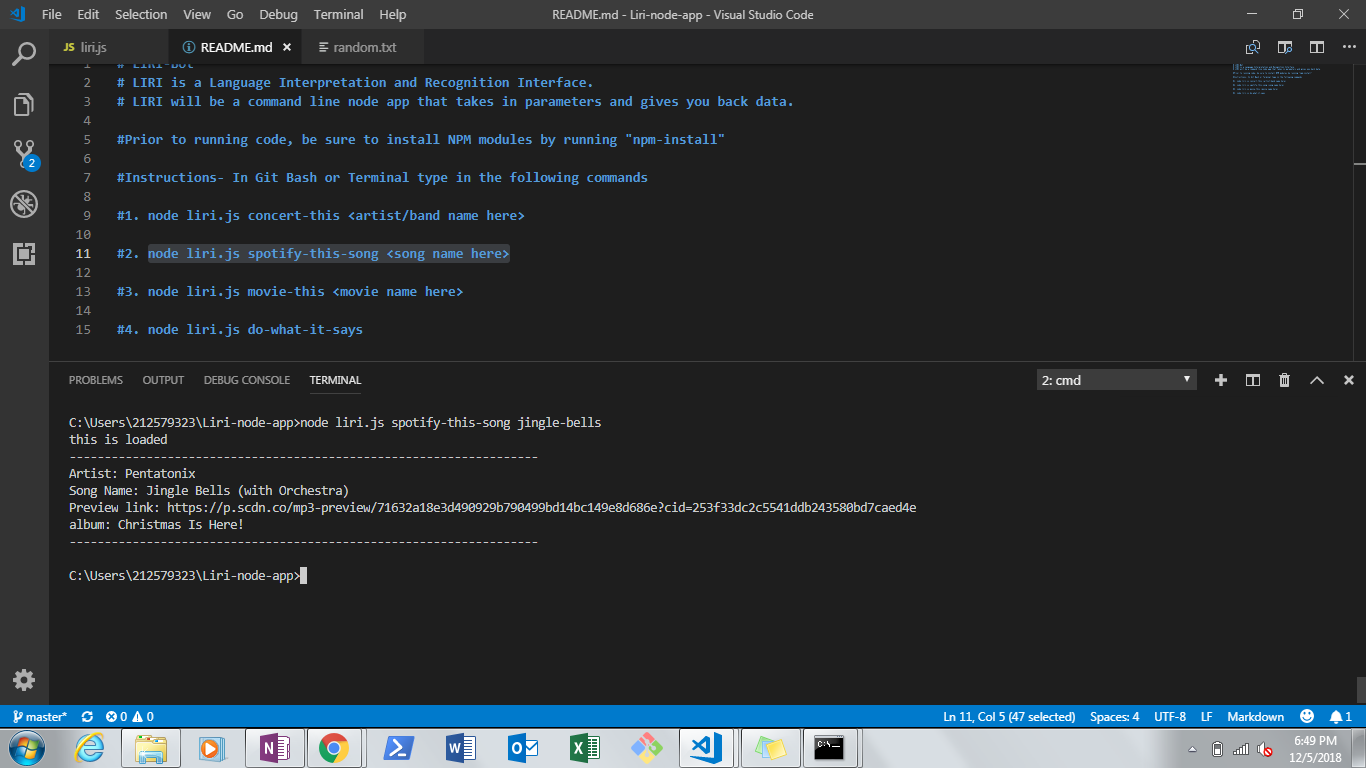 File Edit Selection View Go Debug Terminal Help README.md - Liri-node-app - Visual Studio Code
JS liri.js README.md × random.txt
1 # LIRI-bot
2 # LIRI is a Language Interpretation and Recognition Interface.
3 # LIRI will be a command line node app that takes in parameters and gives you back data.
4
5 #Prior to running code, be sure to install NPM modules by running "npm-install"
6
7 #Instructions- In Git Bash or Terminal type in the following commands
8
9 #1. node liri.js concert-this <artist/band name here>
10
11 #2. node liri.js spotify-this-song <song name here>
12
13 #3. node liri.js movie-this <movie name here>
14
15 #4. node liri.js do-what-it-says
2
PROBLEMS OUTPUT DEBUG CONSOLE TERMINAL 2: cmd
C:\Users\212579323\Liri-node-app>node liri.js spotify-this-song jingle-bells
this is loaded
-------------------------------------------------------------------
Artist: Pentatonix
Song Name: Jingle Bells (with Orchestra)
Preview link: https://p.scdn.co/mp3-preview/71632a18e3d490929b790499bd14bc149e8d686e?cid=253f33dc2c5541ddb243580bd7caed4e
album: Christmas Is Here!
-------------------------------------------------------------------
C:\Users\212579323\Liri-node-app>
master* 0 0 Ln 11, Col 5 (47 selected) Spaces: 4 UTF-8 LF Markdown 1
6:49 PM
12/5/2018